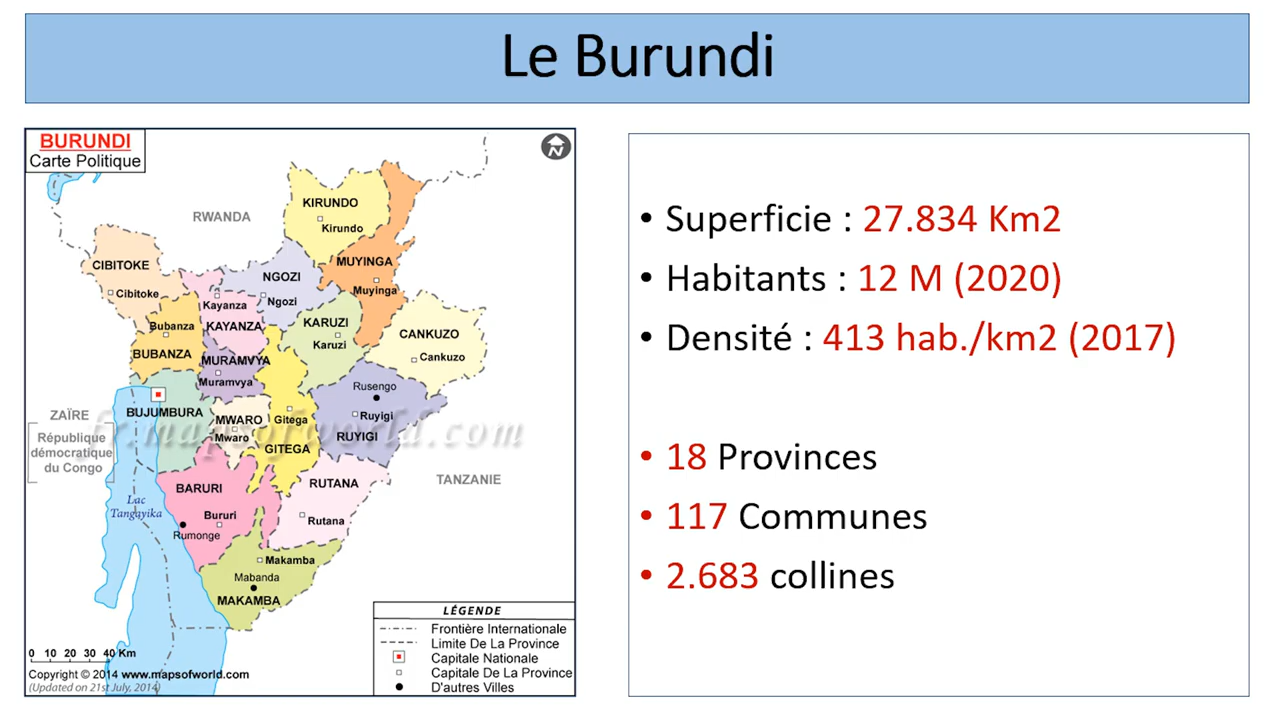 Le Burundi
BURUNDI
Carte Politique
N
RWANDA
KIRUNDO
Kirundo
CIBITOKE
Cibitoke
MUYINGA
Muyinga
NGOZI
Ngozi
Kayanza
KAYANZA
KARUZI
Karuzi
Bubanza
BUBANZA
CANKUZO
Cankuzo
MURAMVYA
Muramvya
Rusengo
Ruyigi
RUYIGI
BUJUMBURA
MWARO
Mwaro
Gitega
GITEGA
ZAÏRE
République
démocratique
du Congo
fr.mapsofworld.com
TANZANIE
RUTANA
Rutana
BARURI
Bururi
Rumonge
Lac
Tangayika
Makamba
Mabanda
MAKAMBA
LÉGENDE
Frontière Internationale
Limite De La Province
Capitale Nationale
Capitale De La Province
D'autres Villes
0 10 20 30 40 Km
Copyright © 2014 www.mapsofworld.com
(Updated on 21st July, 2014)
• Superficie : 27.834 Km2
• Habitants : 12 M (2020)
• Densité : 413 hab./km2 (2017)
• 18 Provinces
• 117 Communes
• 2.683 collines